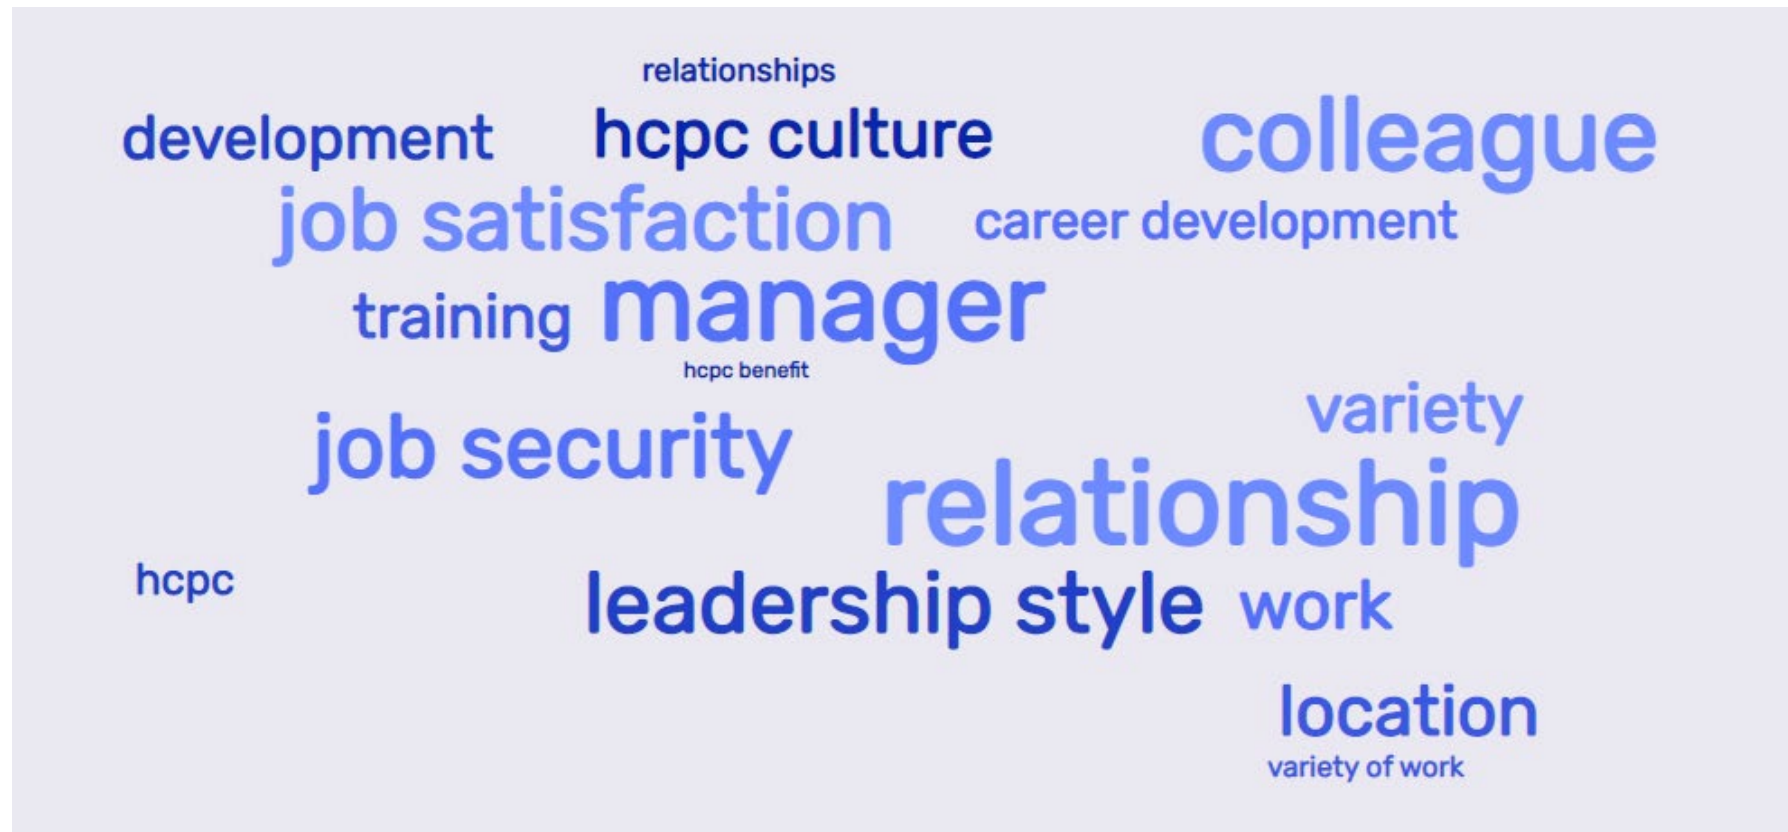 relationships
development hcpc culture colleague
job satisfaction career development
training manager
hcpc benefit
variety
job security
relationship
hcpc leadership style work
location
variety of work